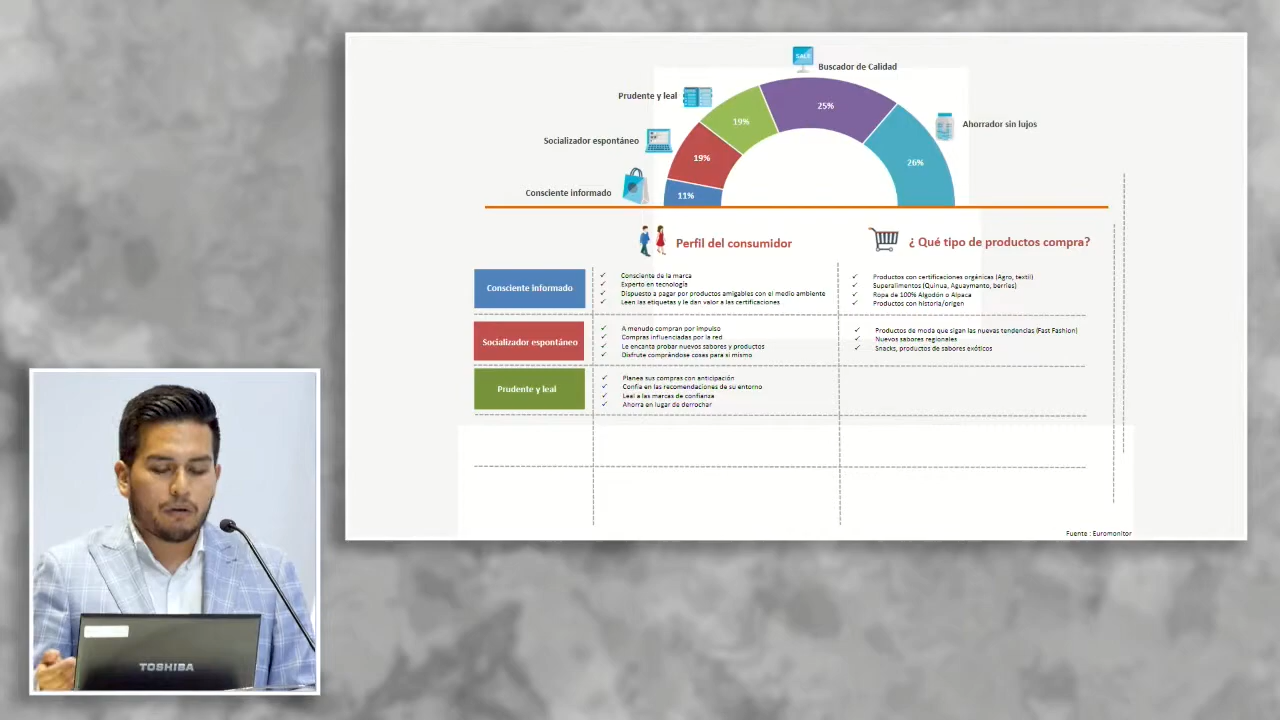 SALE
Buscador de Calidad
Prudente y leal
25%
19%
Ahorrador sin lujos
Socializador espontáneo
19%
26%
Consciente informado
11%
Perfil del consumidor
¿ Qué tipo de productos compra?
Consciente informado
✓ Consciente de la marca
✓ Experto en tecnología
✓ Dispuesto a pagar por productos amigables con el medio ambiente
✓ Leen las etiquetas y le dan valor a las certificaciones
✓ Productos con certificaciones orgánicas (Agro, textil)
✓ Superalimentos (Quinua, Aguaymanto, berries)
✓ Ropa de 100% Algodón o Alpaca
✓ Productos con historia/origen
Socializador espontáneo
✓ A menudo compran por impulso
✓ Compras influenciadas por la red
✓ Le encanta probar nuevos sabores y productos
✓ Disfrute comprándose cosas para si mismo
✓ Productos de moda que sigan las nuevas tendencias (Fast Fashion)
✓ Nuevos sabores regionales
✓ Snacks, productos de sabores exóticos
Prudente y leal
✓ Planea sus compras con anticipación
✓ Confía en las recomendaciones de su entorno
✓ Leal a las marcas de confianza
✓ Ahorra en lugar de derrochar
Fuente : Euromonitor
TOSHIBA